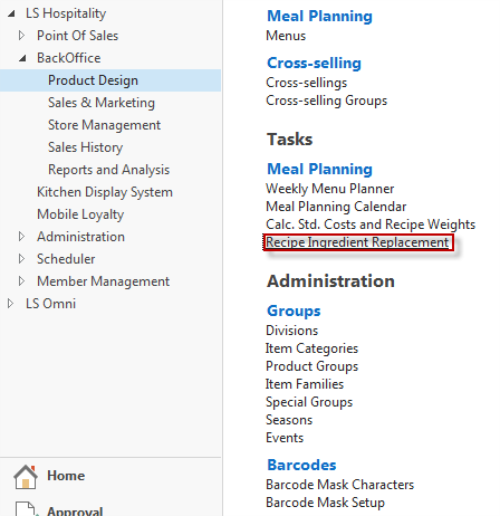 LS Hospitality
Point Of Sales
BackOffice
Product Design
Sales & Marketing
Store Management
Sales History
Reports and Analysis
Kitchen Display System
Mobile Loyalty
Administration
Scheduler
Member Management
LS Omni
Home
Approval
Meal Planning
Menus
Cross-selling
Cross-sellings
Cross-selling Groups
Tasks
Meal Planning
Weekly Menu Planner
Meal Planning Calendar
Calc. Std. Costs and Recipe Weights
Recipe Ingredient Replacement
Administration
Groups
Divisions
Item Categories
Product Groups
Item Families
Special Groups
Seasons
Events
Barcodes
Barcode Mask Characters
Barcode Mask Setup